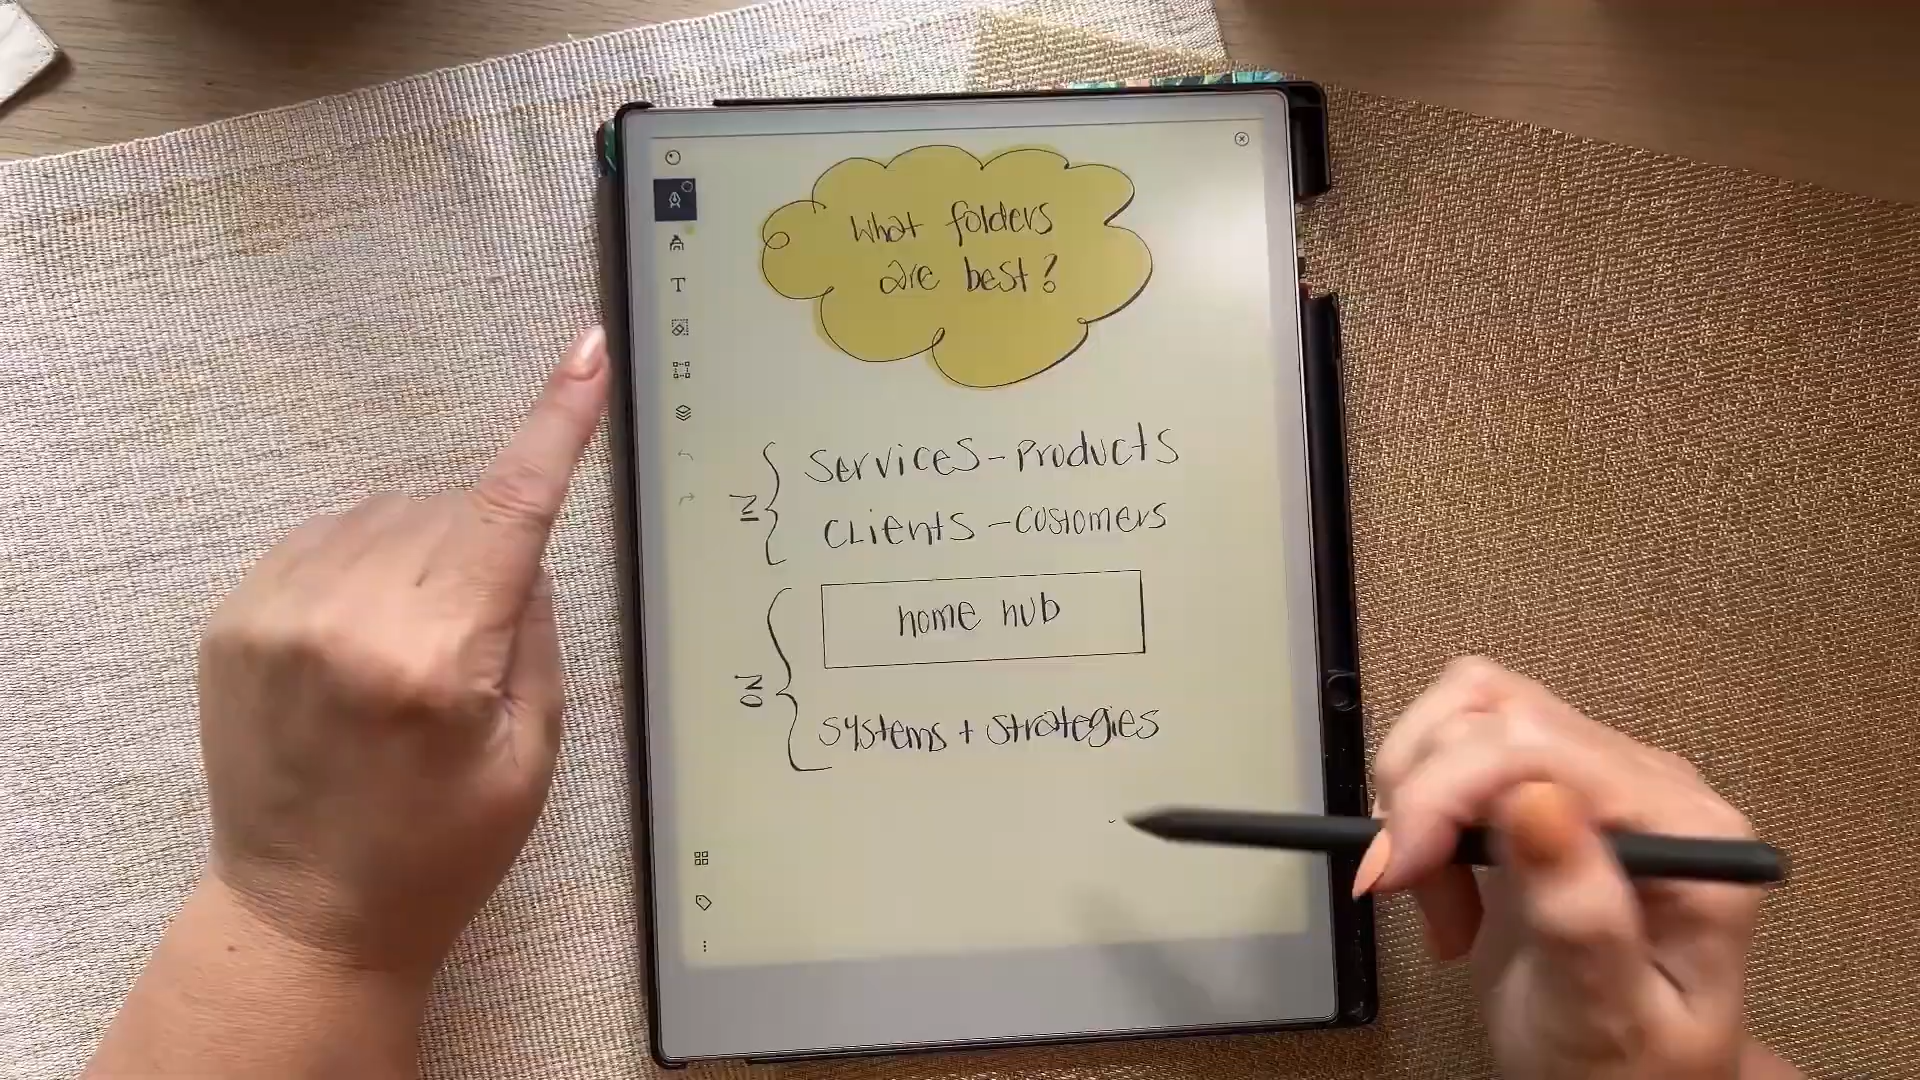 What folders
are best?
Services - Products
IN
Clients - Customers
home hub
ON
systems + strategies
T